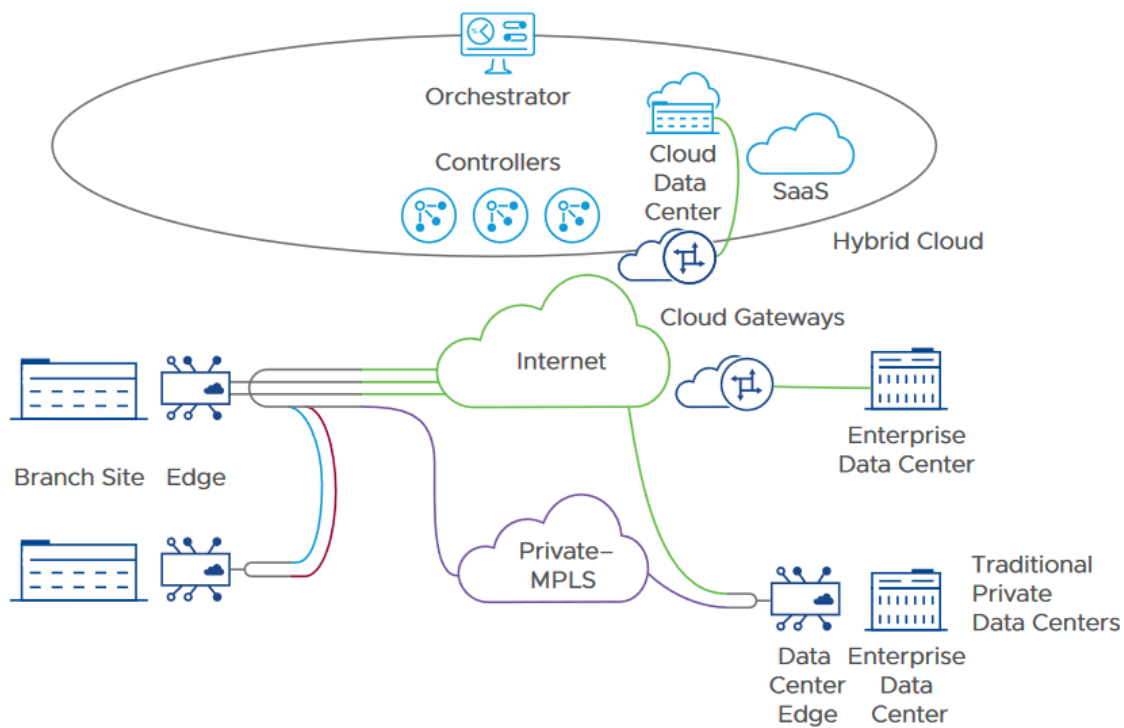 Orchestrator
Controllers
Cloud
Data
Center
SaaS
Hybrid Cloud
Cloud Gateways
Internet
Enterprise
Data Center
Branch Site
Edge
Private–
MPLS
Traditional
Private
Data Centers
Data
Center
Edge
Enterprise
Data
Center